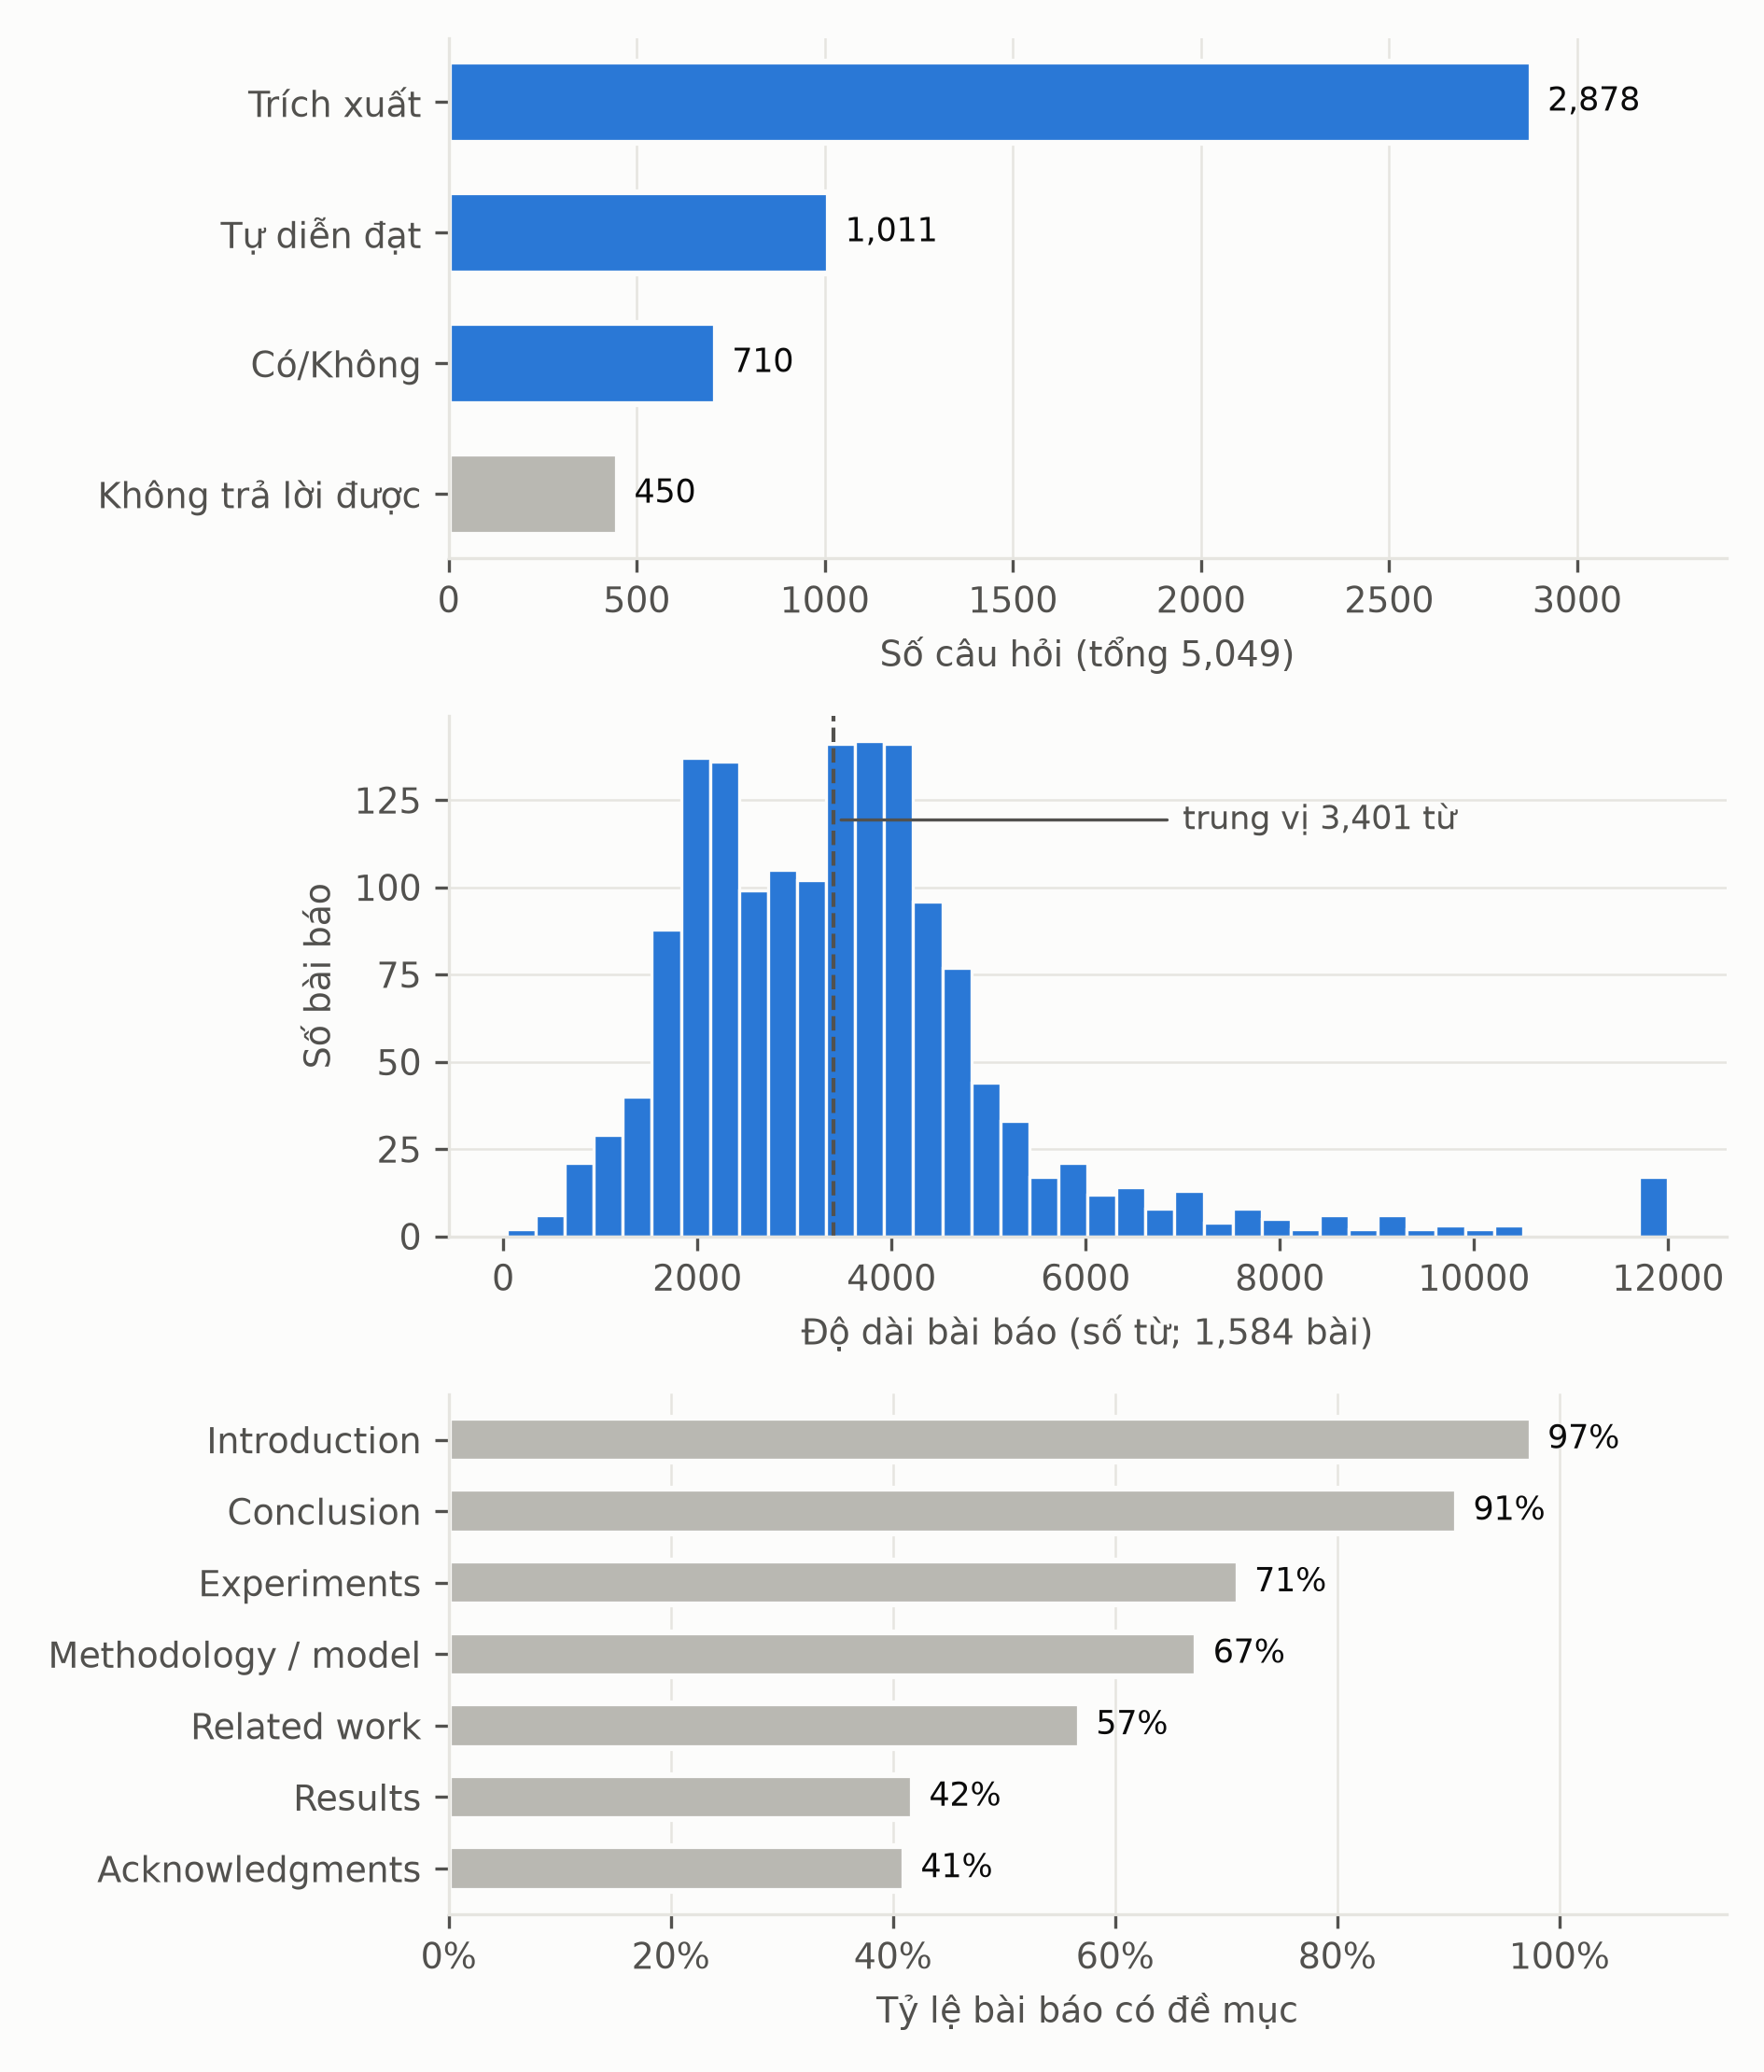 Trích xuất 2,878
Tự diễn đạt 1,011
Có/Không 710
Không trả lời được 450
0 500 1000 1500 2000 2500 3000
Số câu hỏi (tổng 5,049)
125
100
75
50
25
0
Số bài báo
trung vị 3,401 từ
0 2000 4000 6000 8000 10000 12000
Độ dài bài báo (số từ; 1,584 bài)
Introduction 97%
Conclusion 91%
Experiments 71%
Methodology / model 67%
Related work 57%
Results 42%
Acknowledgments 41%
0% 20% 40% 60% 80% 100%
Tỷ lệ bài báo có đề mục